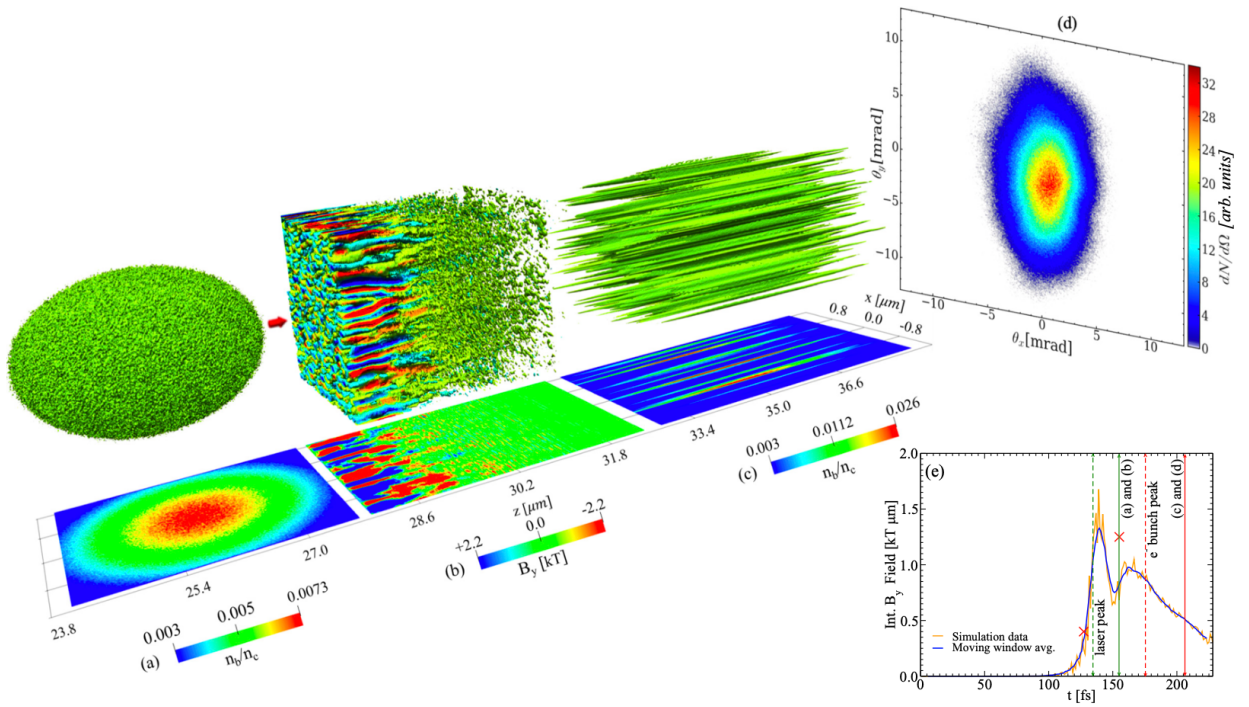 (d)
10
5
0
−5
−10
θy[mrad]
−10
−5
0
5
10
θx[mrad]
32
28
24
20
16
12
8
4
0
dN/dΩ [arb. units]
x [μm]
0.8
0.0
-0.8
23.8
25.4
27.0
28.6
30.2
31.8
33.4
35.0
36.6
z [μm]
(a)
0.003
0.005
0.0073
nb/nc
(b)
+2.2
0.0
-2.2
By [kT]
(c)
0.003
0.0112
0.026
nb/nc
(e)
2.0
1.5
1.0
0.5
0.0
Int. By Field [kT μm]
laser peak
(a) and (b)
e- bunch peak
(c) and (d)
Simulation data
Moving window avg.
0
50
100
150
200
t [fs]